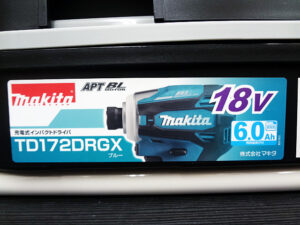 APT BL
makita
18V
makita
充電式インパクトドライバ
TD172DRGX
ブルー
6.0Ah
株式会社マキタ